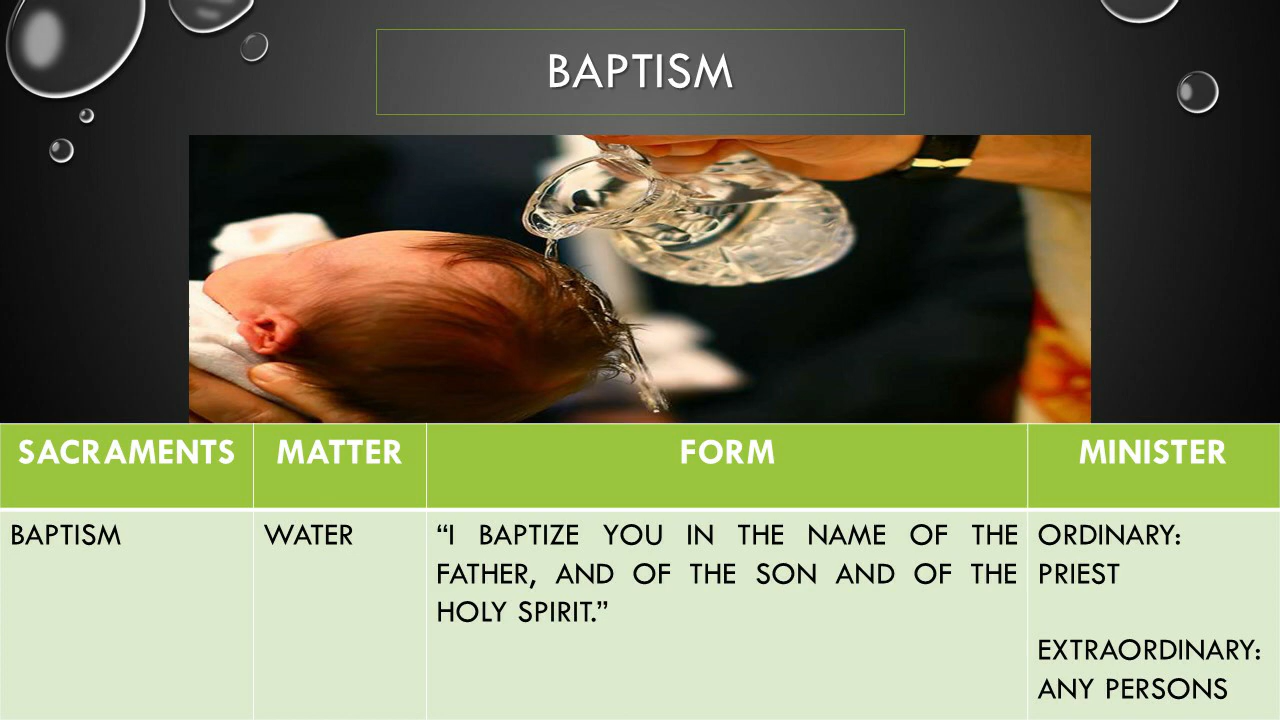 BAPTISM
SACRAMENTS MATTER FORM MINISTER
BAPTISM
WATER
“I BAPTIZE YOU IN THE NAME OF THE
FATHER, AND OF THE SON AND OF THE
HOLY SPIRIT.”
ORDINARY:
PRIEST
EXTRAORDINARY:
ANY PERSONS